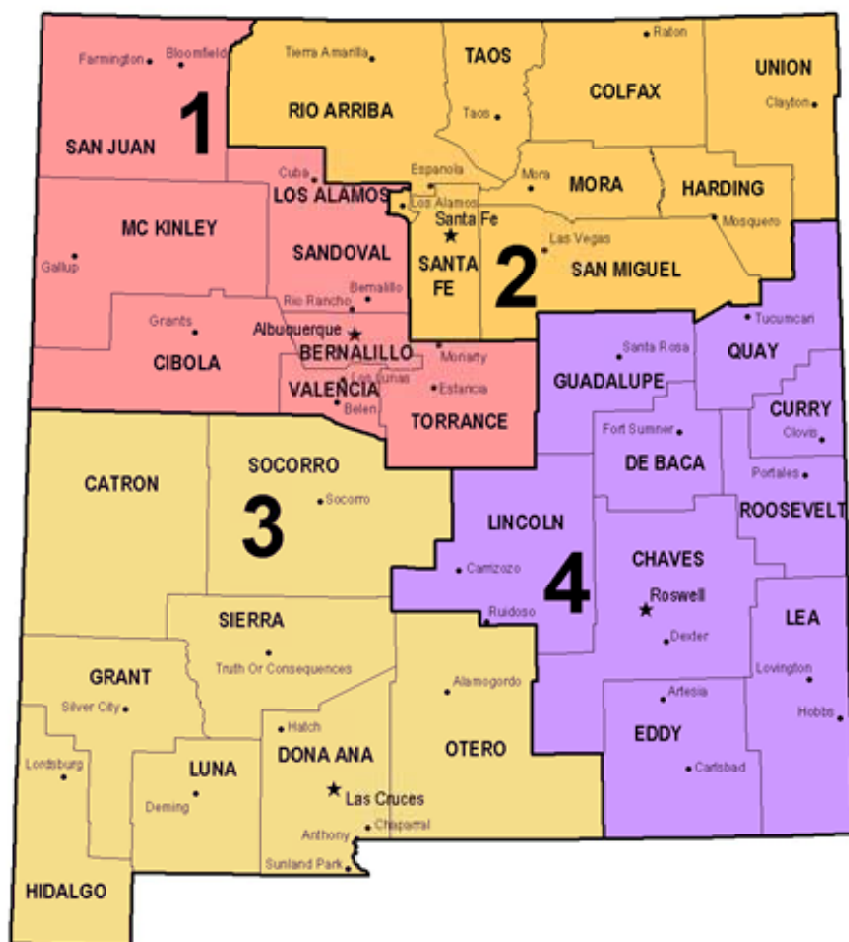 TAOS
Raton
Tierra Amarilla
Farmington
Bloomfield
UNION
COLFAX
Clayton
1
RIO ARRIBA
Taos
SAN JUAN
Cuba
Espanola
Mora
MORA
HARDING
LOS ALAMOS
Los Alamos
MC KINLEY
Santa Fe
Mosquero
SANDOVAL
Las Vegas
Gallup
SANTA
FE
2
SAN MIGUEL
Bernalillo
Rio Rancho
Tucumcari
Grants
Albuquerque
Santa Rosa
QUAY
CIBOLA
BERNALILLO
Moriarty
GUADALUPE
VALENCIA
Los Lunas
Estancia
Belen
CURRY
TORRANCE
Fort Sumner
Clovis
SOCORRO
DE BACA
CATRON
Portales
Socorro
3
LINCOLN
ROOSEVELT
CHAVES
Carrizozo
4
Roswell
SIERRA
Ruidoso
LEA
Dexter
Truth Or Consequences
GRANT
Lovington
Alamogordo
Artesia
Silver City
Hobbs
Hatch
EDDY
DONA ANA
OTERO
Lordsburg
LUNA
Carlsbad
Las Cruces
Deming
Chaparral
Anthony
Sunland Park
HIDALGO